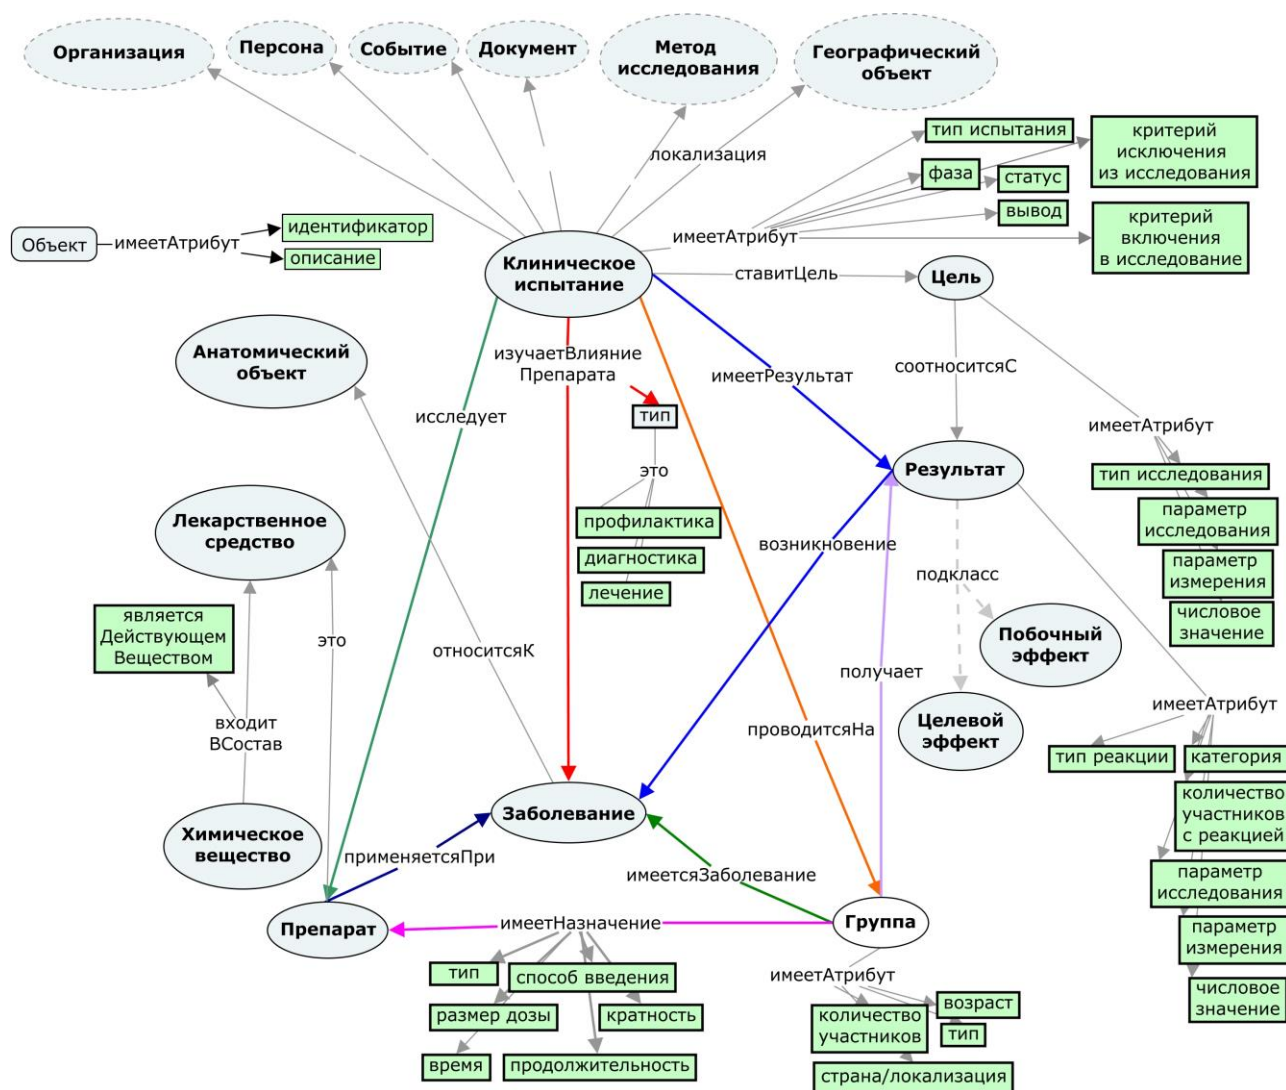 Организация
Персона
Событие
Документ
Метод
исследования
Географический
объект
локализация
тип испытания
критерий
исключения
из исследования
фаза
статус
вывод
критерий
включения
в исследование
имеетАтрибут
Объект
имеетАтрибут
идентификатор
описание
Клиническое
испытание
ставитЦель
Цель
Анатомический
объект
изучаетВлияние
Препарата
имеетРезультат
соотноситсяС
исследует
тип
это
имеетАтрибут
тип исследования
параметр
исследования
параметр
измерения
числовое
значение
Результат
Лекарственное
средство
профилактика
диагностика
лечение
возникновение
подкласс
Побочный
эффект
Целевой
эффект
является
Действующем
Веществом
это
относитсяК
получает
входит
ВСостав
проводитсяНа
имеетАтрибут
тип реакции
категория
количество
участников
с реакцией
параметр
исследования
параметр
измерения
числовое
значение
Химическое
вещество
Заболевание
применяетсяПри
имеетсяЗаболевание
Препарат
имеетНазначение
Группа
тип
способ введения
размер дозы
кратность
время
продолжительность
имеетАтрибут
количество
участников
возраст
тип
страна/локализация